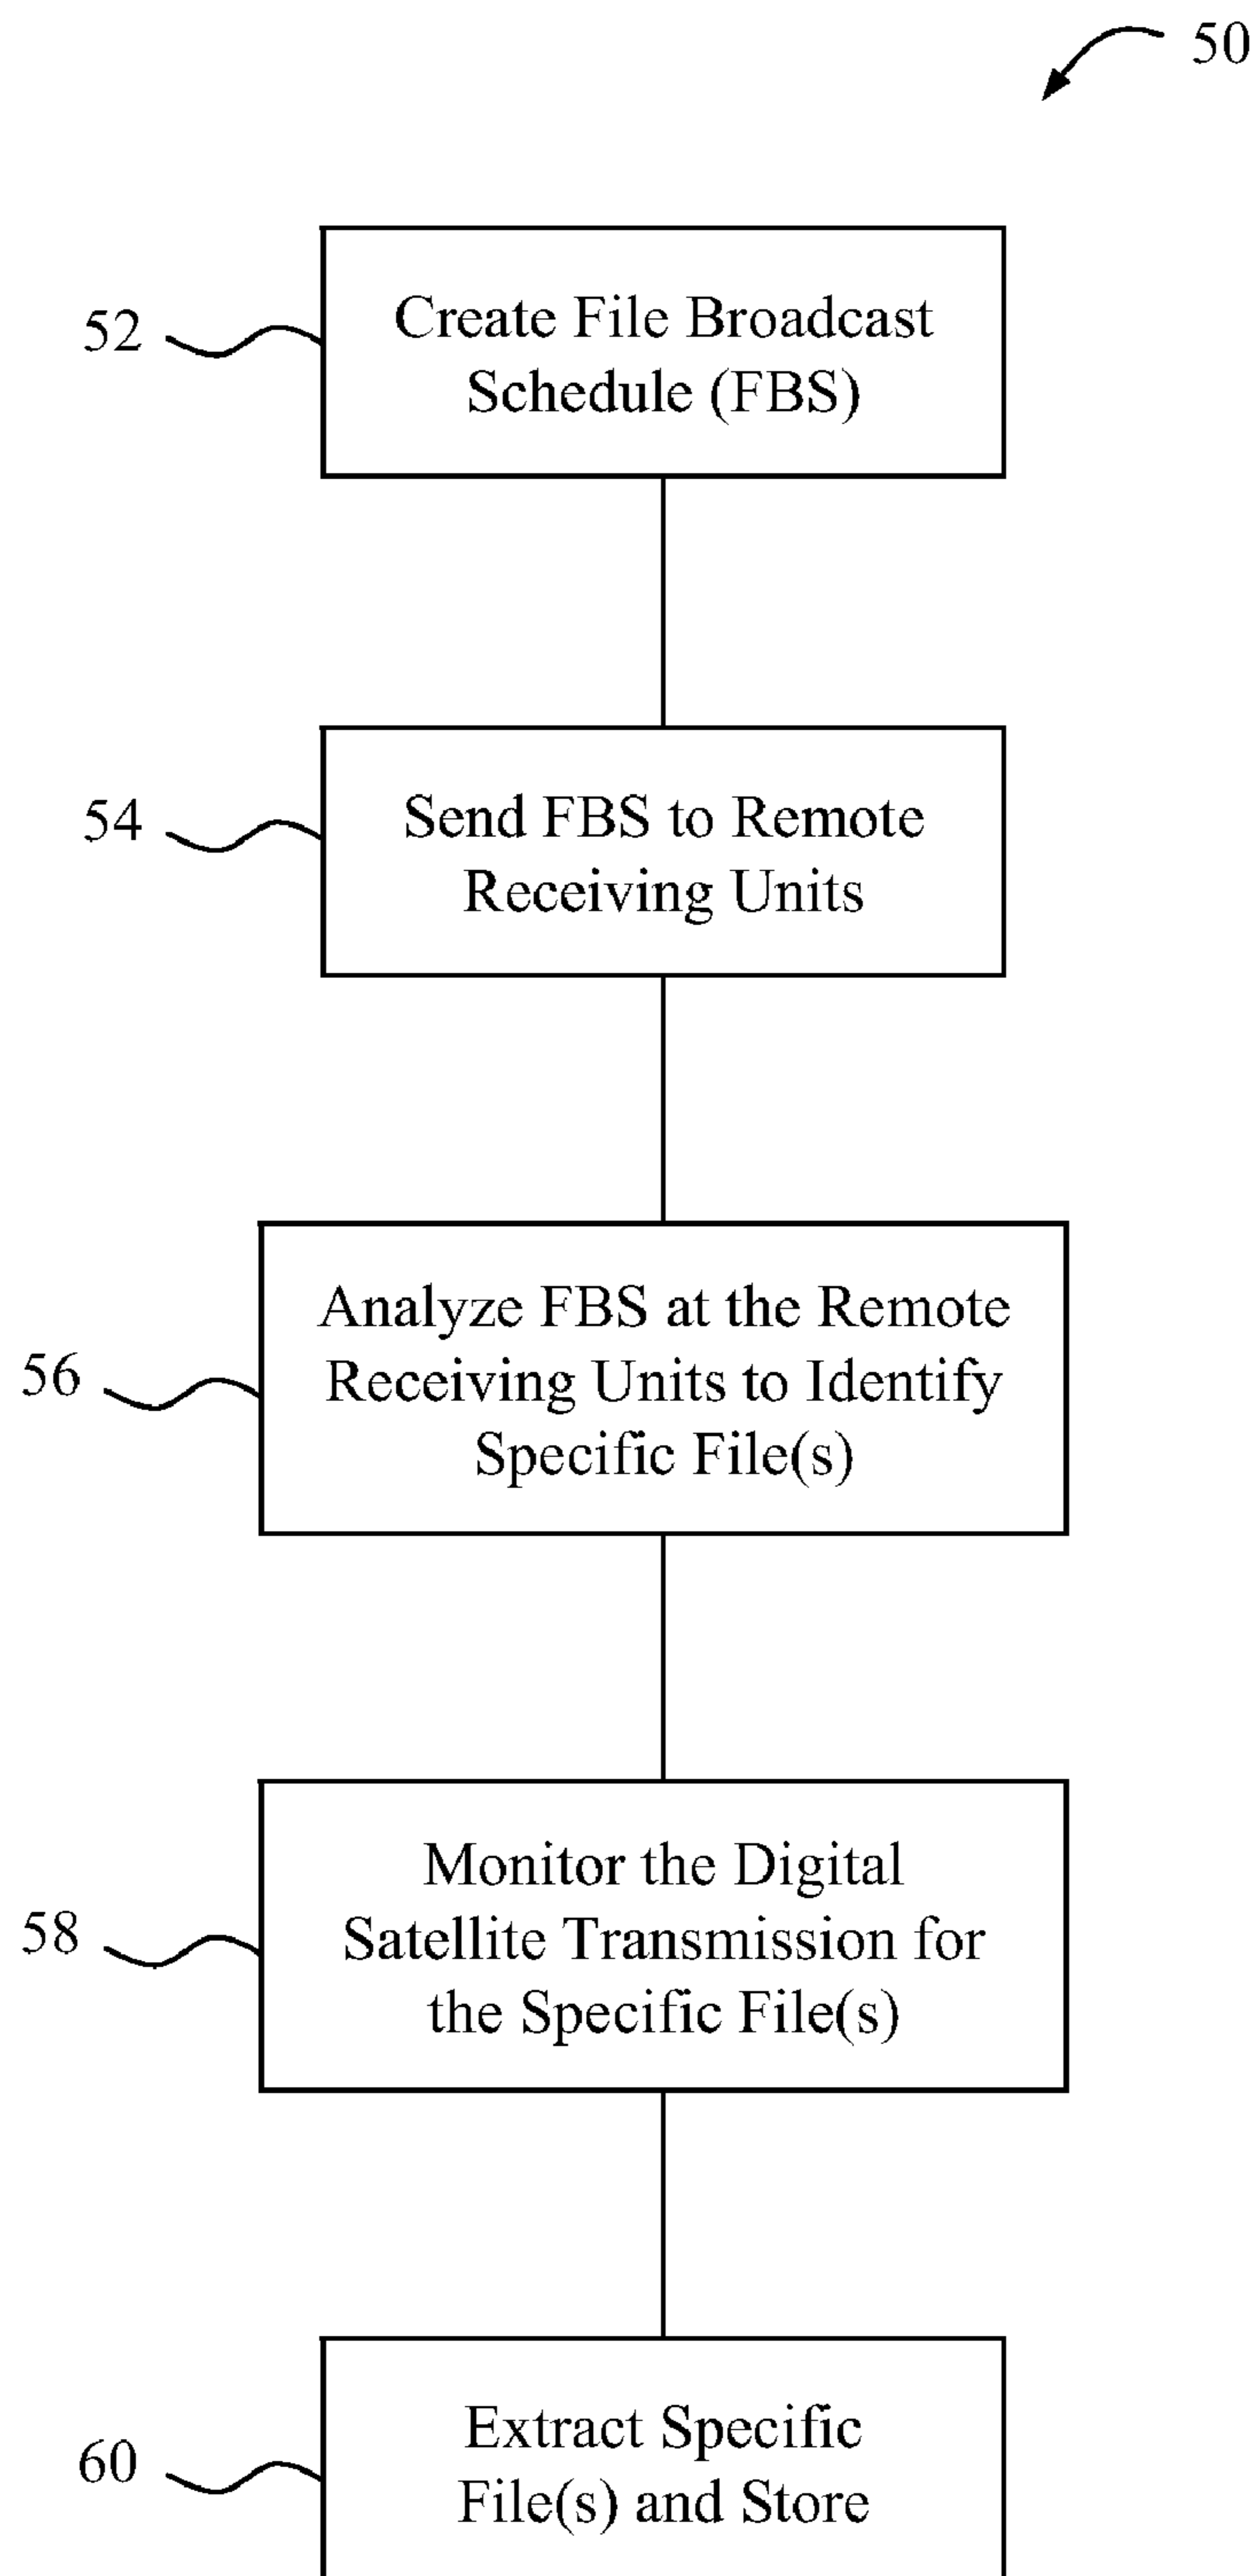 50
52
Create File Broadcast
Schedule (FBS)
54
Send FBS to Remote
Receiving Units
56
Analyze FBS at the Remote
Receiving Units to Identify
Specific File(s)
58
Monitor the Digital
Satellite Transmission for
the Specific File(s)
60
Extract Specific
File(s) and Store